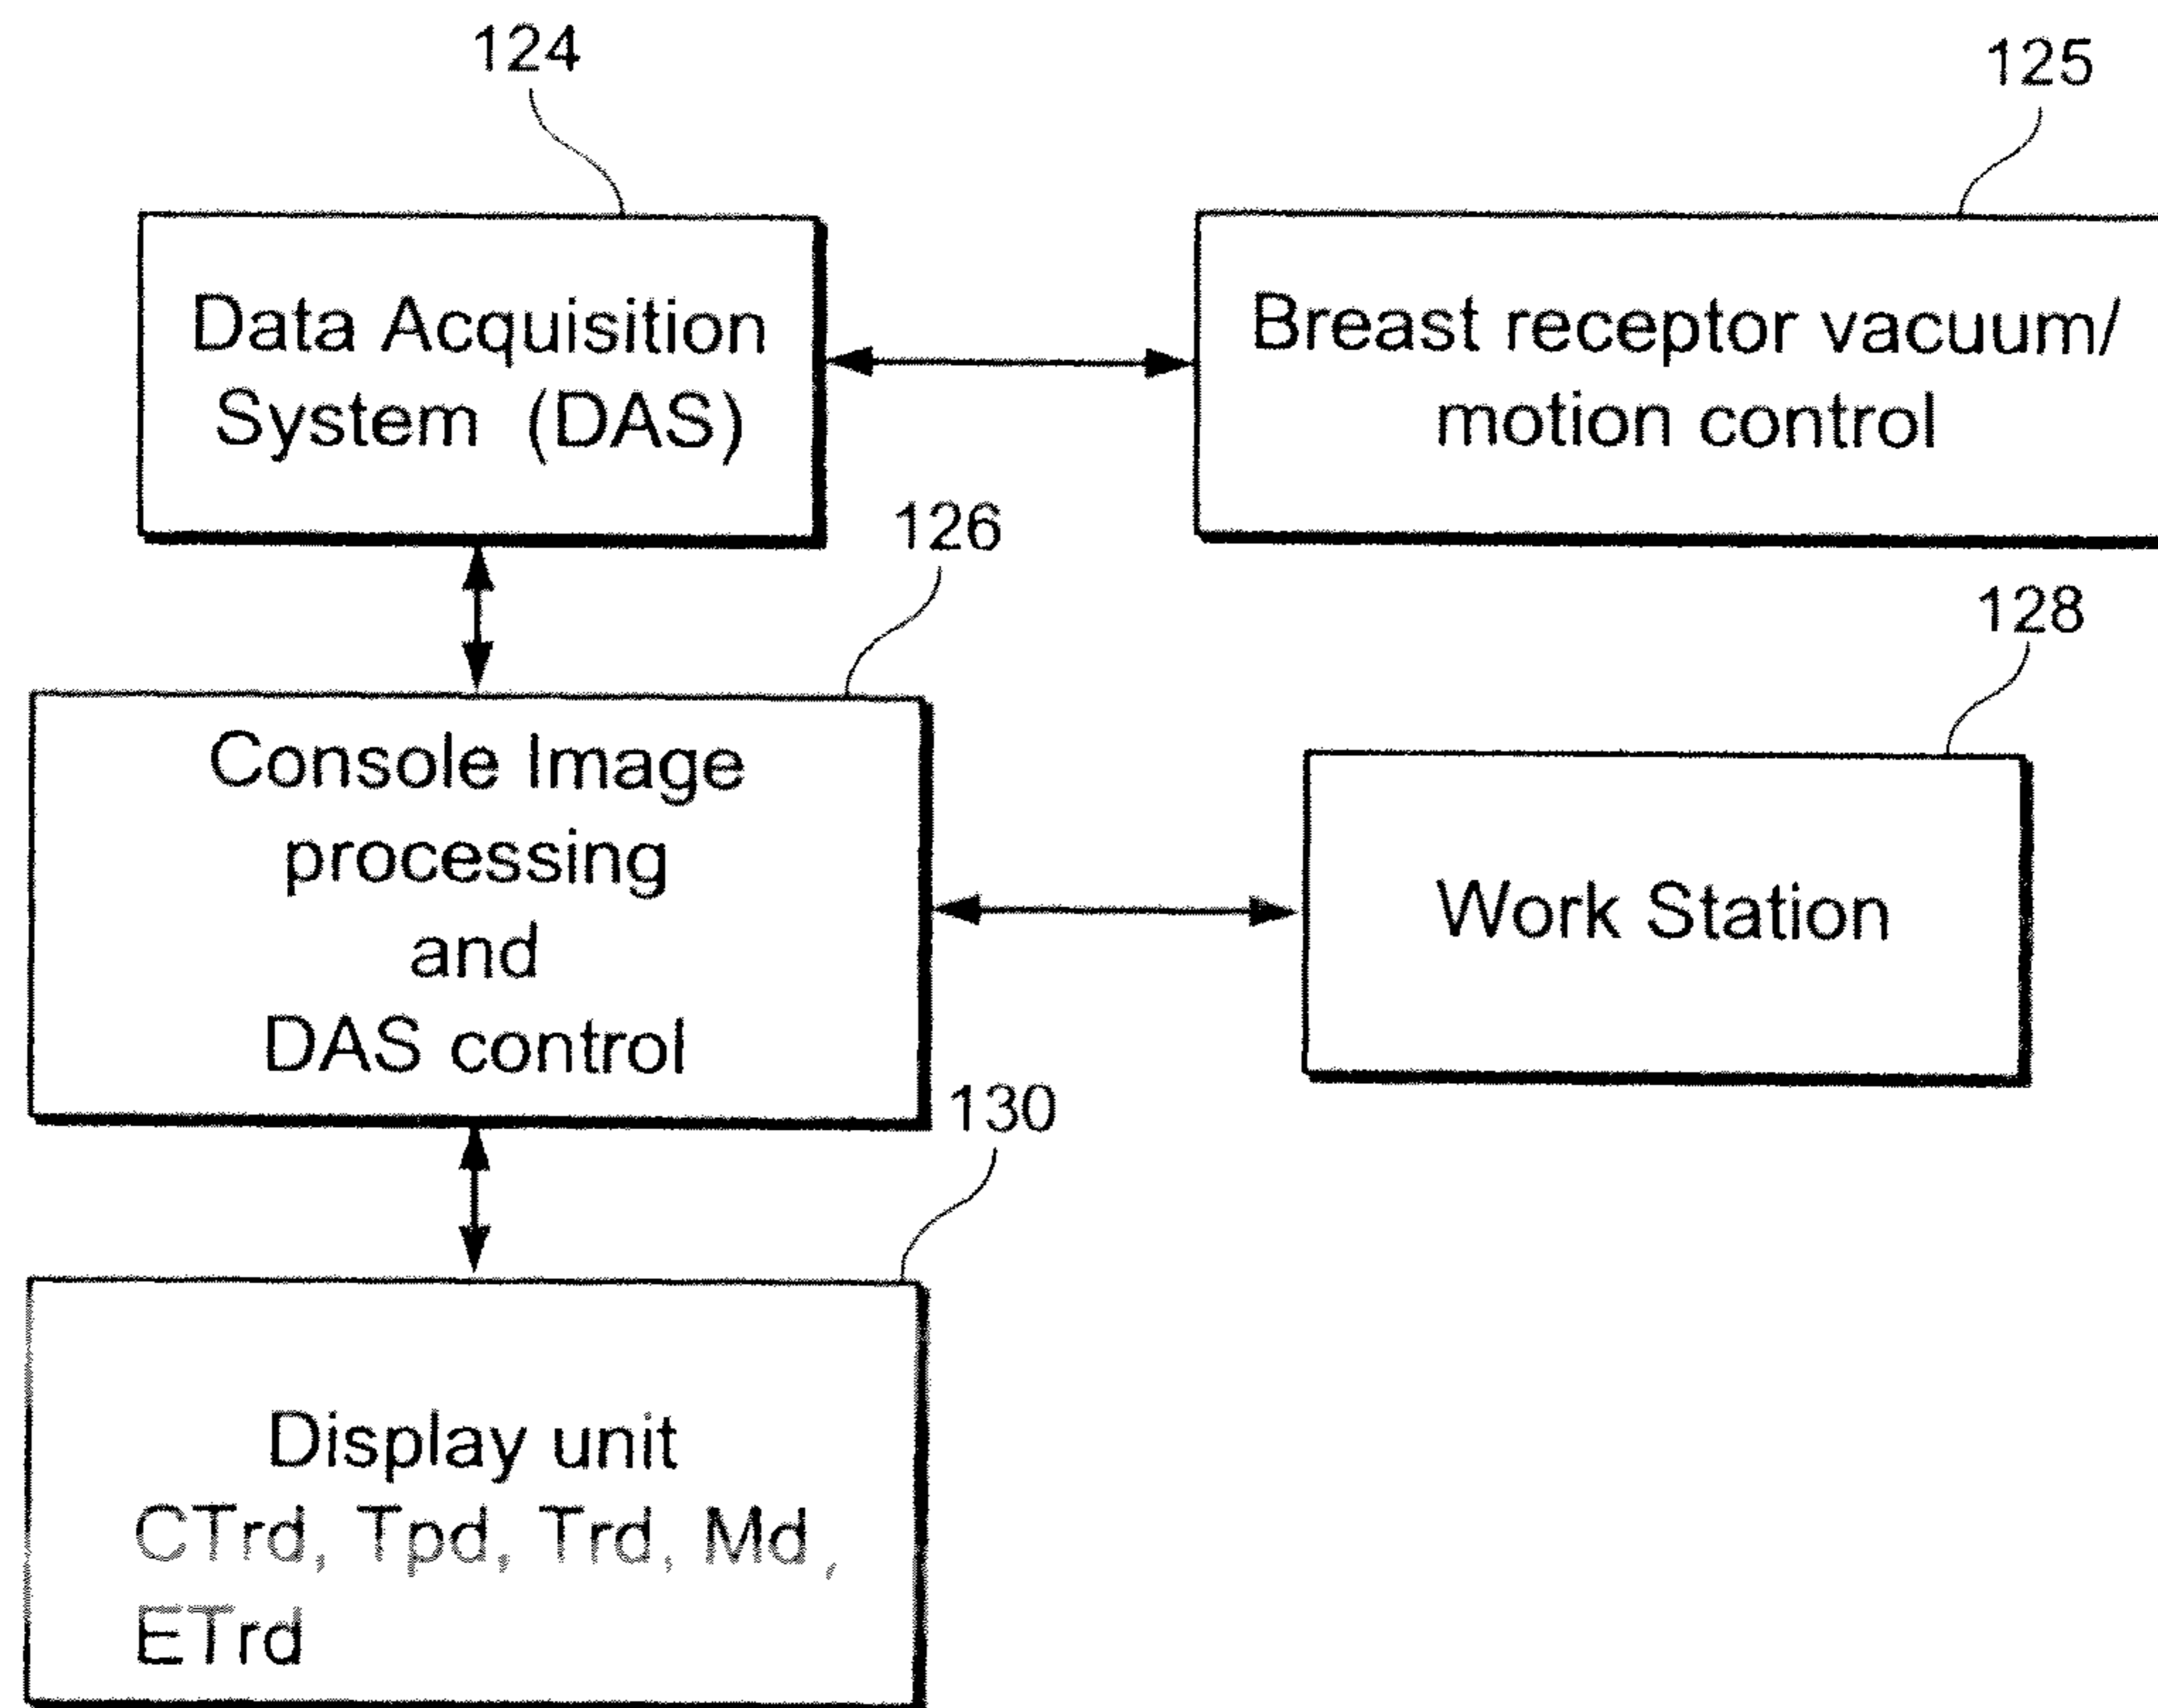 124
125
Data Acquisition
System (DAS)
Breast receptor vacuum/
motion control
126
128
Console Image
processing
and
DAS control
Work Station
130
Display unit
CTrd, Tpd, Trd, Md,
ETrd